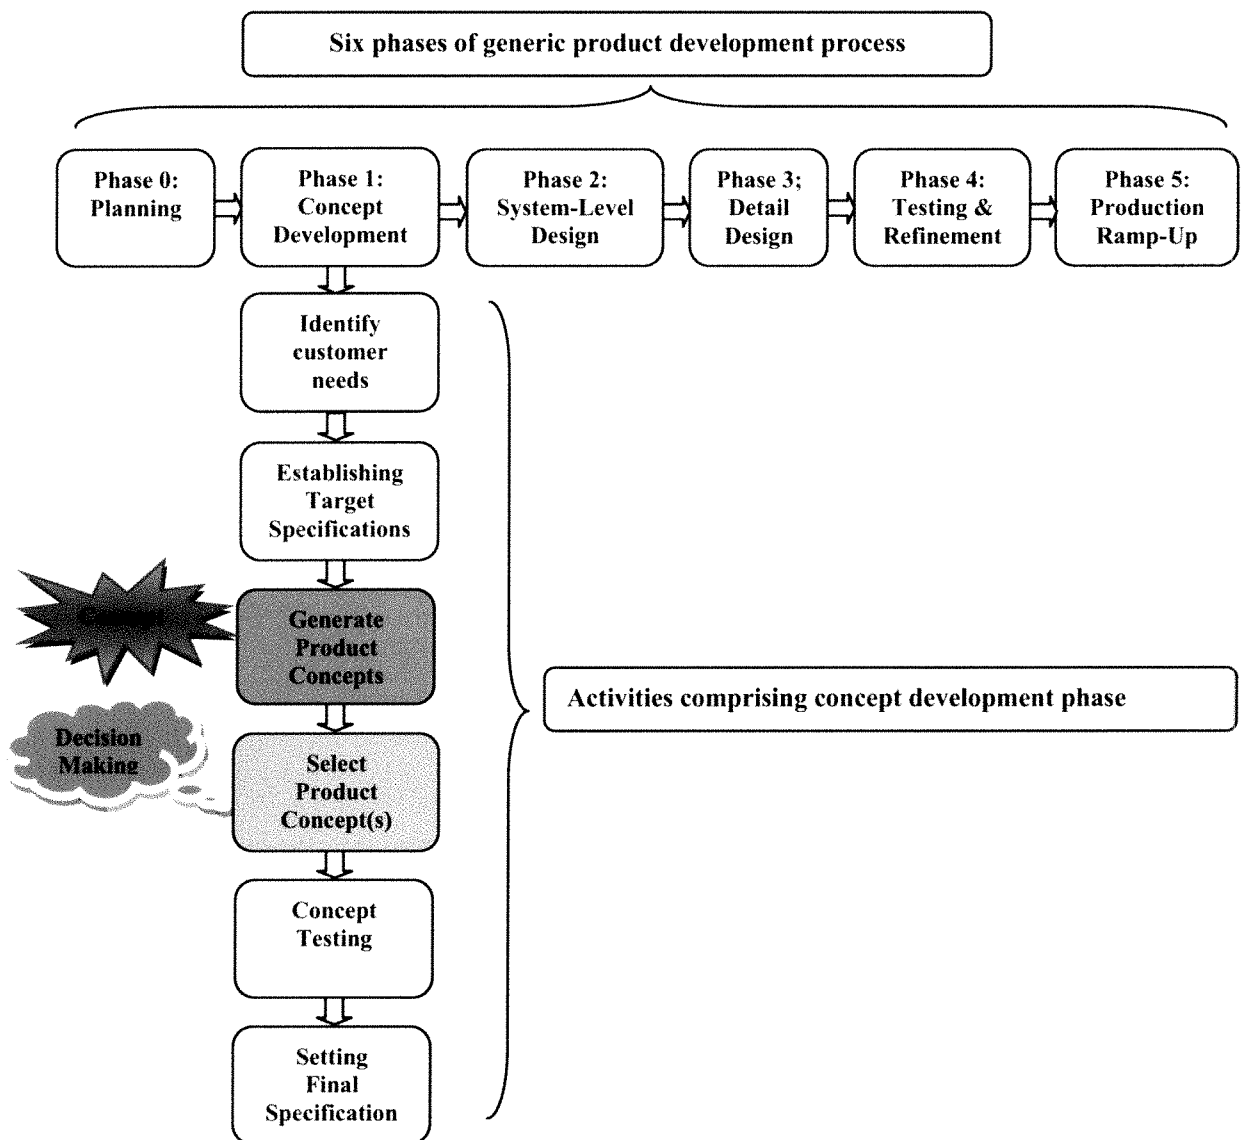 Six phases of generic product development process
Phase 0:
Planning
Phase 1:
Concept
Development
Phase 2:
System-Level
Design
Phase 3;
Detail
Design
Phase 4:
Testing &
Refinement
Phase 5:
Production
Ramp-Up
Identify
customer
needs
Establishing
Target
Specifications
Generate
Product
Concepts
Decision
Making
Select
Product
Concept(s)
Activities comprising concept development phase
Concept
Testing
Setting
Final
Specification